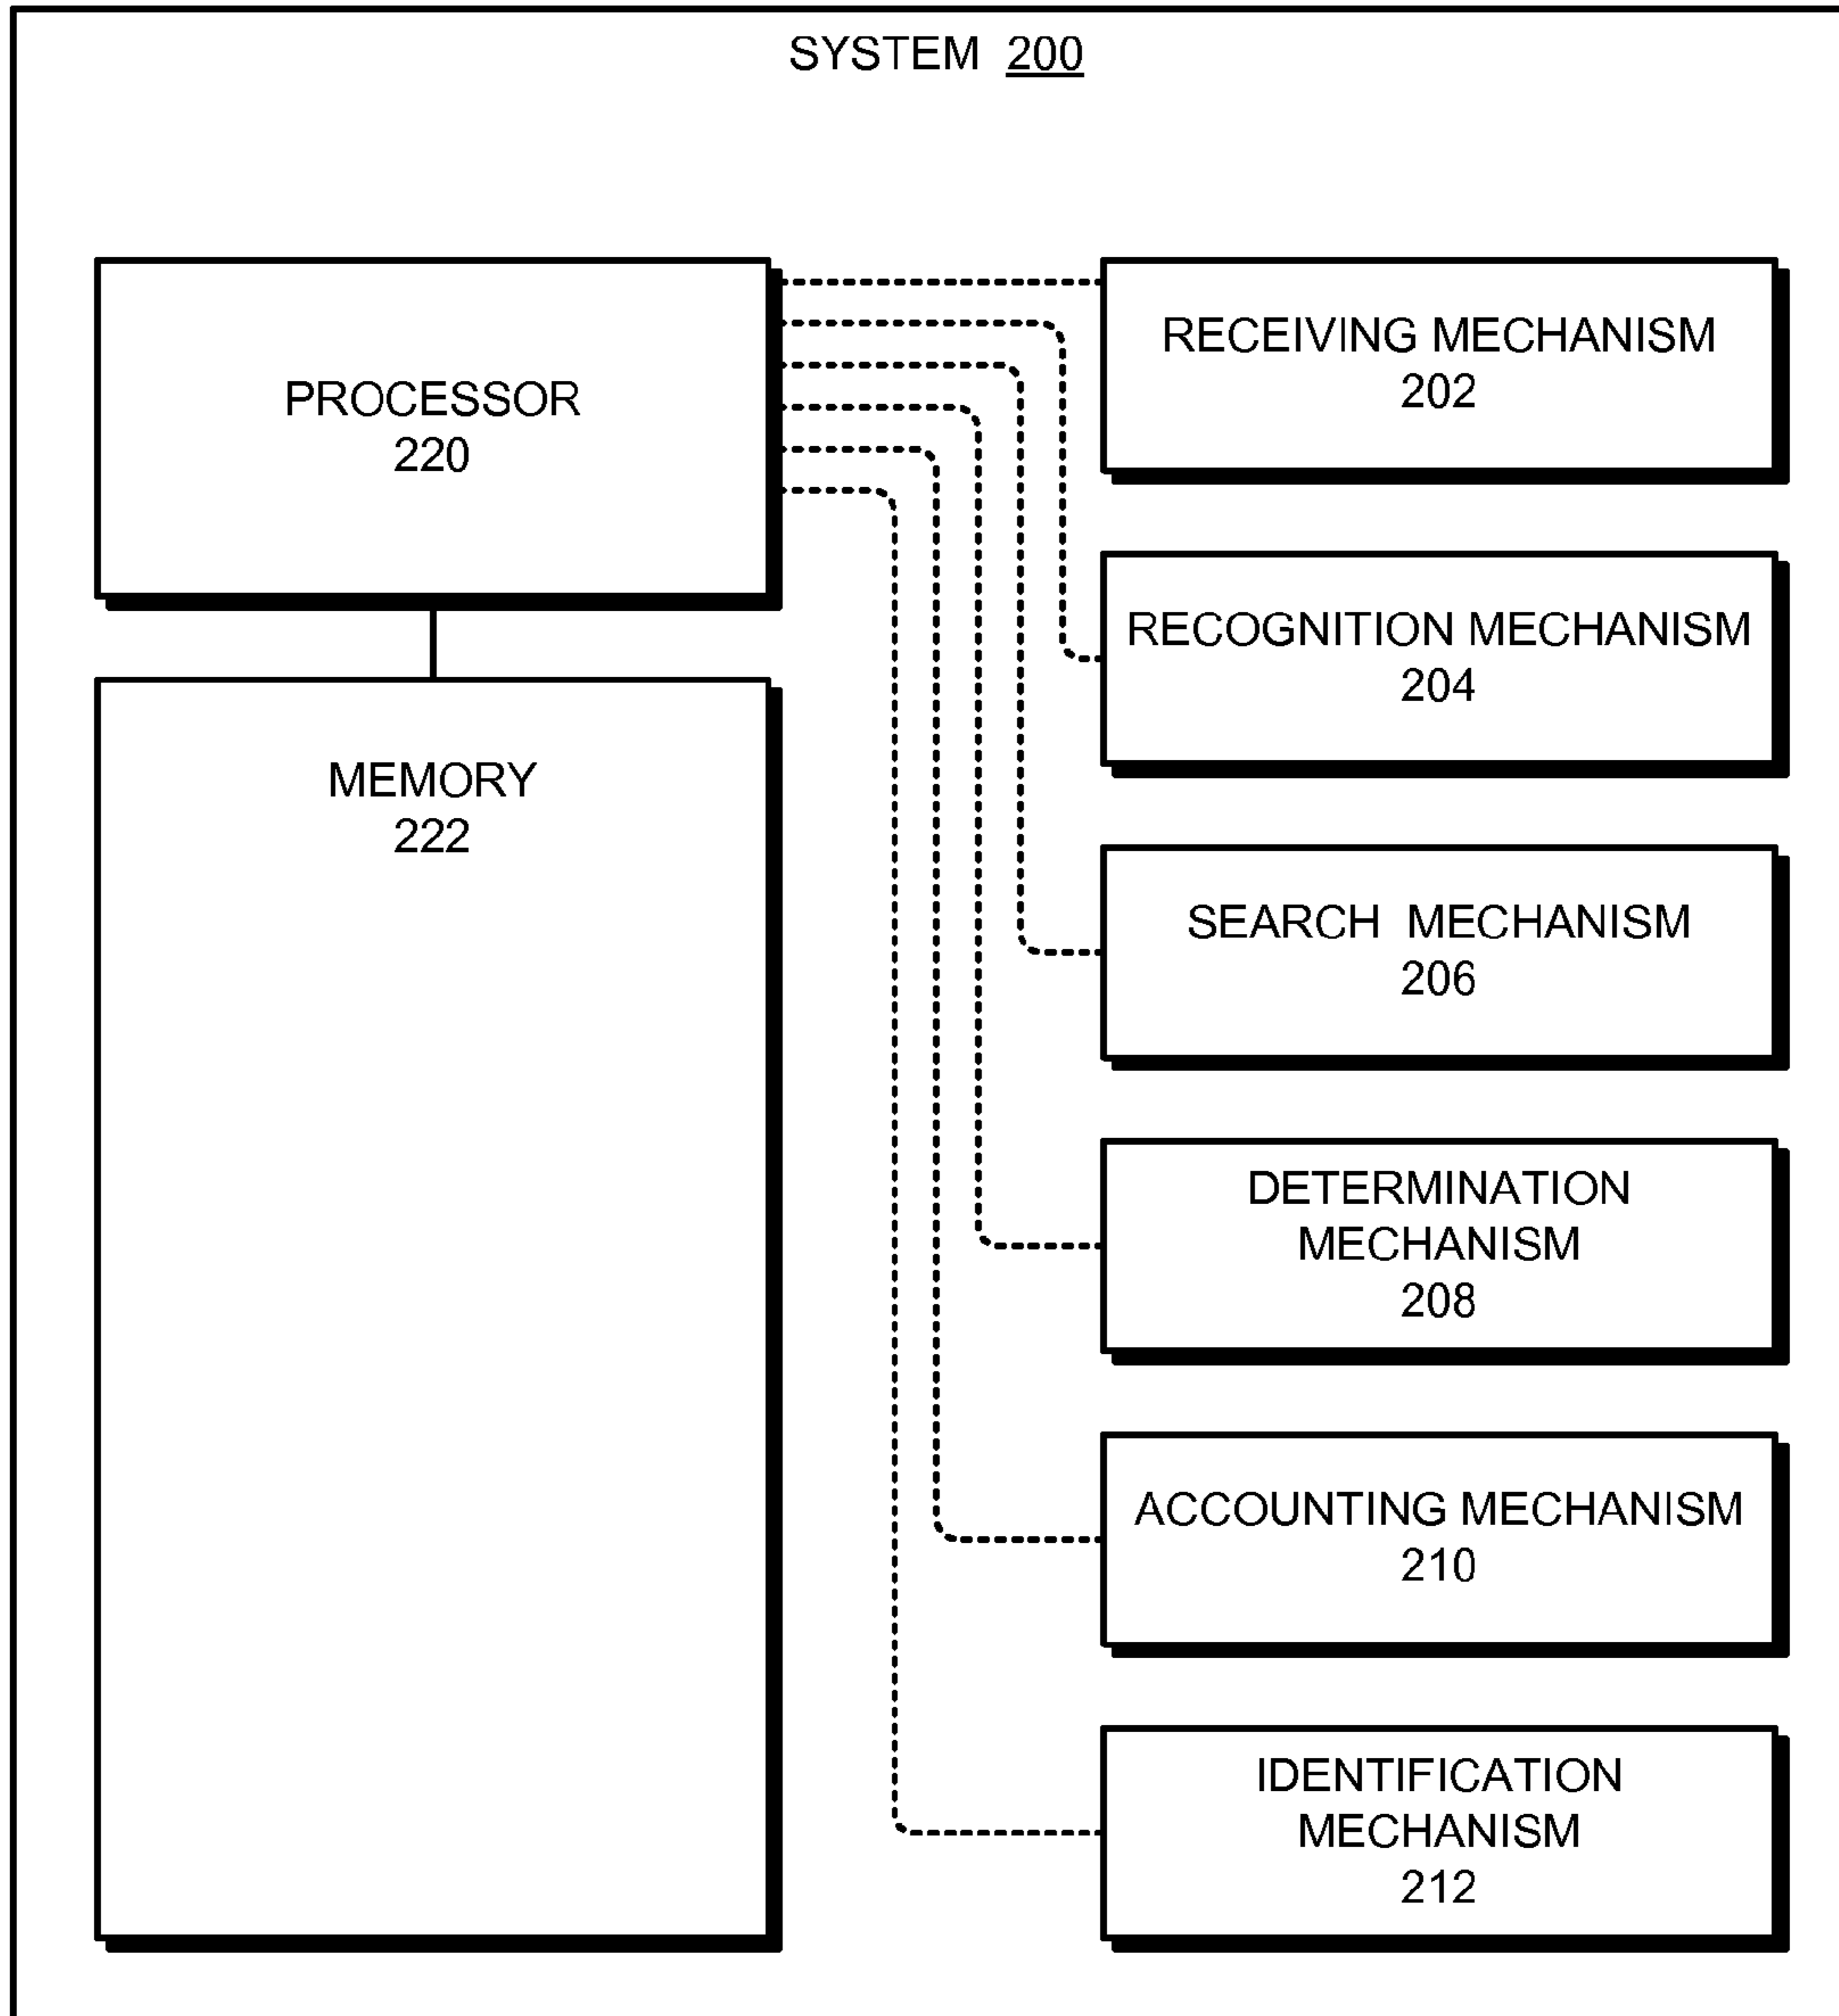 SYSTEM 200
PROCESSOR
220
MEMORY
222
RECEIVING MECHANISM
202
RECOGNITION MECHANISM
204
SEARCH MECHANISM
206
DETERMINATION
MECHANISM
208
ACCOUNTING MECHANISM
210
IDENTIFICATION
MECHANISM
212